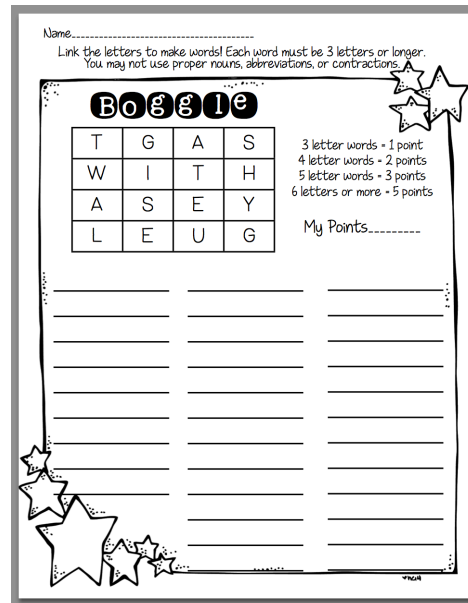 Name
Link the letters to make words! Each word must be 3 letters or longer.
You may not use proper nouns, abbreviations, or contractions.
Boggle
T G A S
W I T H
A S E Y
L E U G
3 letter words = 1 point
4 letter words = 2 points
5 letter words = 3 points
6 letters or more = 5 points
My Points